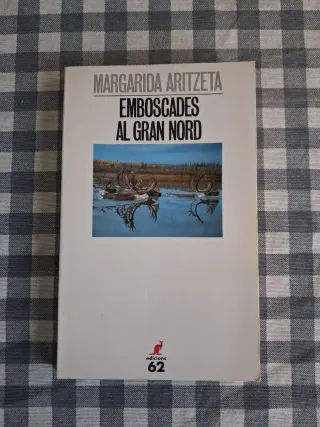 MARGARIDA ARITZETA
EMBOSCADES
AL GRAN NORD
edicions
62